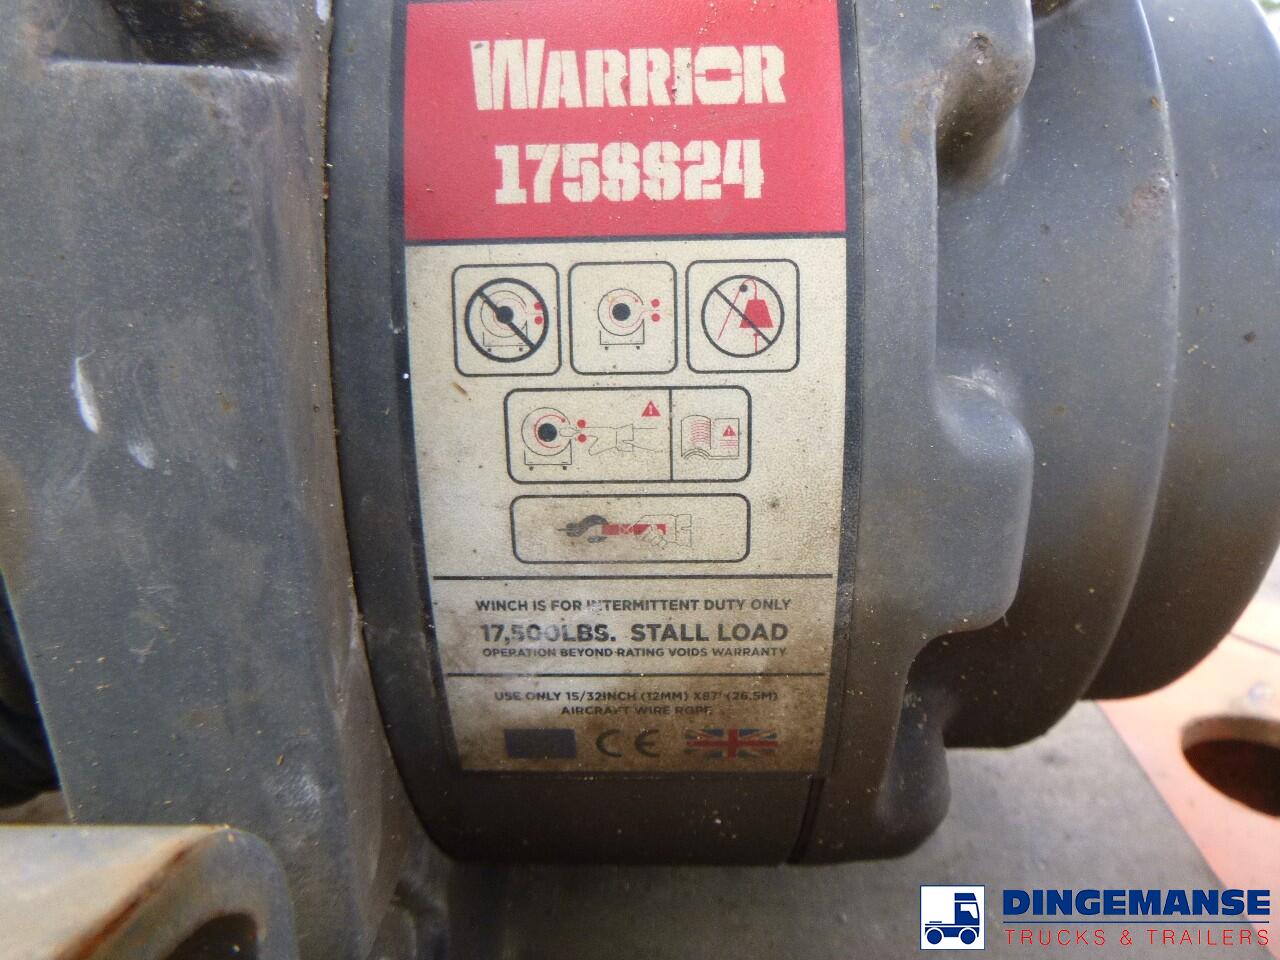 WARRIOR
175SS24
WINCH IS FOR INTERMITTENT DUTY ONLY
17,500LBS. STALL LOAD
OPERATION BEYOND RATING VOIDS WARRANTY
USE ONLY 15/32INCH (12MM) X87' (26.5M)
AIRCRAFT WIRE ROPE
CE
DINGEMANSE
TRUCKS & TRAILERS